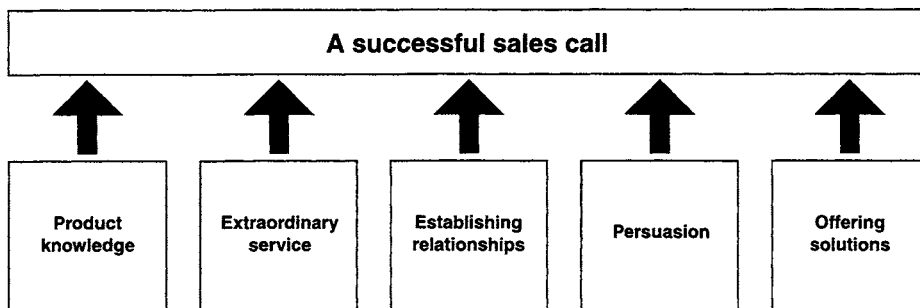 A successful sales call
Product
knowledge
Extraordinary
service
Establishing
relationships
Persuasion
Offering
solutions